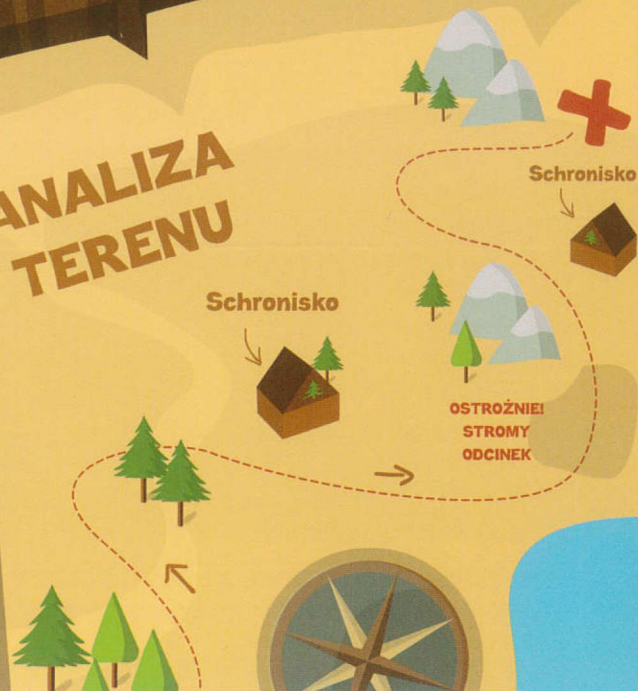 ANALIZA
TERENU
Schronisko
Schronisko
OSTROŻNIE!
STROMY
ODCINEK